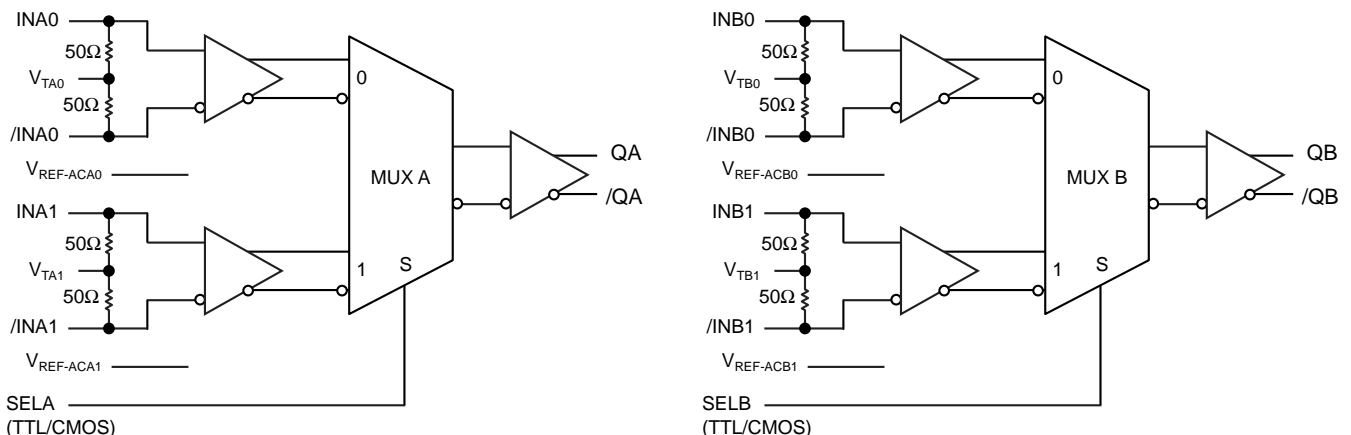 INA0
50Ω
VTA0
50Ω
/INA0
VREF-ACA0
INA1
50Ω
VTA1
50Ω
/INA1
VREF-ACA1
SELA
(TTL/CMOS)
0
MUX A
1
S
QA
/QA
INB0
50Ω
VTB0
50Ω
/INB0
VREF-ACB0
INB1
50Ω
VTB1
50Ω
/INB1
VREF-ACB1
SELB
(TTL/CMOS)
0
MUX B
1
S
QB
/QB